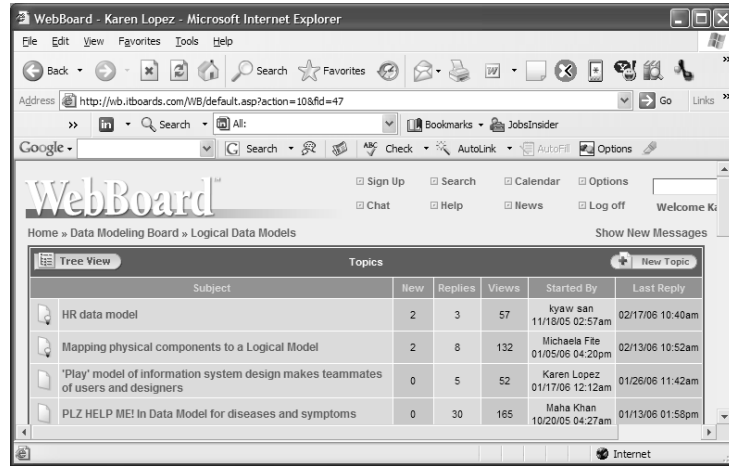 WebBoard - Karen Lopez - Microsoft Internet Explorer
File Edit View Favorites Tools Help
Back Search Favorites
Address http://wb.itboards.com/WB/default.asp?action=10&fid=47 Go Links
in Search All: Bookmarks JobsInsider
Google G Search ABC Check AutoLink AutoFill Options
WebBoard
Sign Up Search Calendar Options
Chat Help News Log off Welcome Ka
Home » Data Modeling Board » Logical Data Models Show New Messages
Tree View Topics New Topic
Subject New Replies Views Started By Last Reply
HR data model 2 3 57 kyaw san 11/18/05 02:57am 02/17/06 10:40am
Mapping physical components to a Logical Model 2 8 132 Michaela Fite 01/05/06 04:20pm 02/13/06 10:52am
'Play' model of information system design makes teammates
of users and designers 0 5 52 Karen Lopez 01/17/06 12:12am 01/26/06 11:42am
PLZ HELP ME! In Data Model for diseases and symptoms 0 30 165 Maha Khan 10/20/05 04:27am 01/13/06 01:58pm
Internet